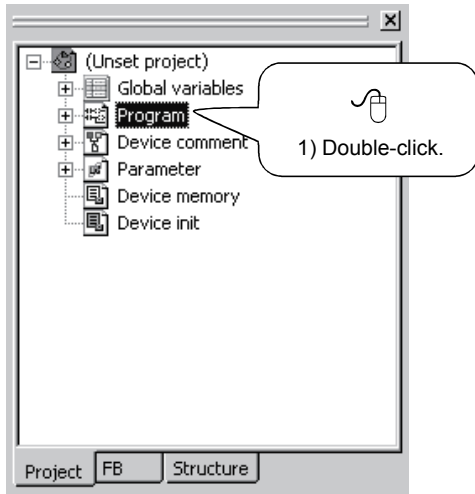 (Unset project)
Global variables
Program
Device comment
Parameter
Device memory
Device init
1) Double-click.
Project FB Structure